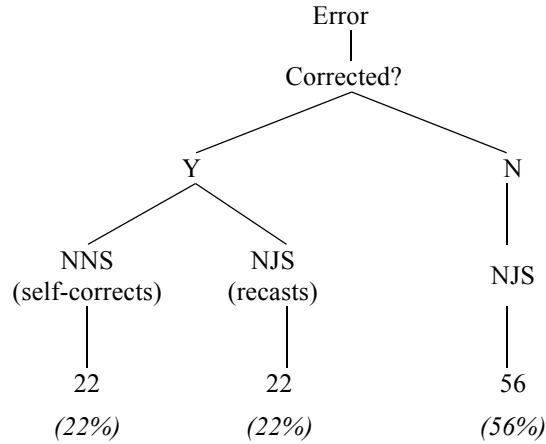 Error
Corrected?
Y N
NNS NJS NJS
(self-corrects) (recasts)
22 22 56
(22%) (22%) (56%)